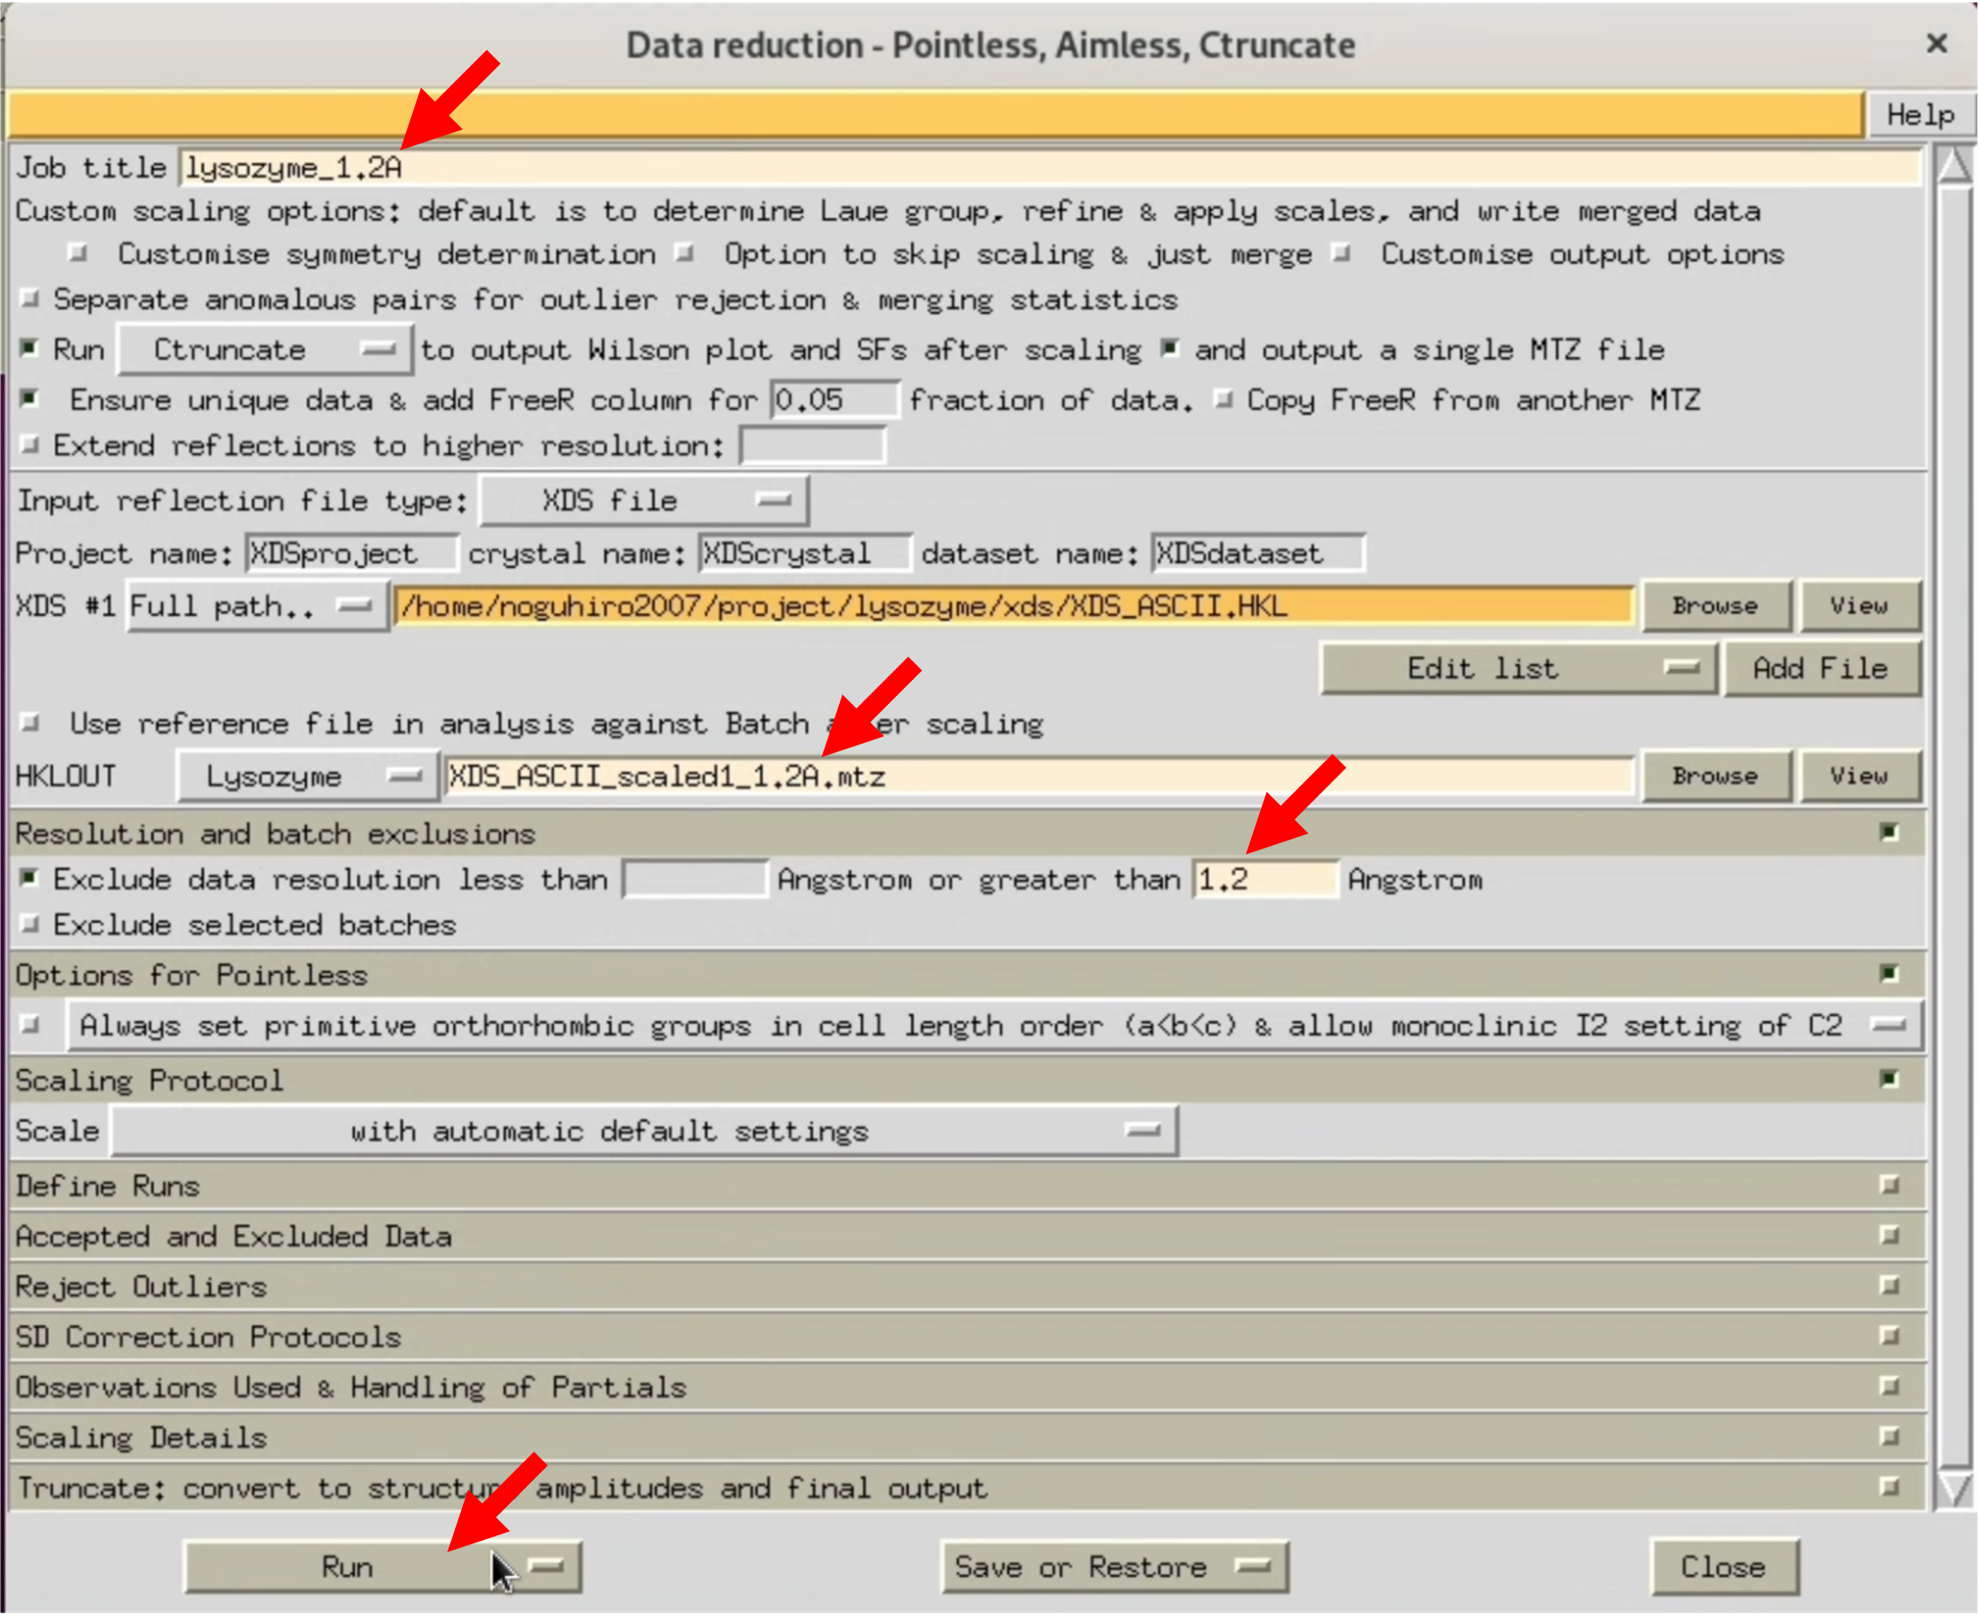 Data reduction - Pointless, Aimless, Ctruncate ×
Help
Job title lysozyme_1.2A
Custom scaling options: default is to determine Laue group, refine & apply scales, and write merged data
Customise symmetry determination Option to skip scaling & just merge Customise output options
Separate anomalous pairs for outlier rejection & merging statistics
Run Ctruncate to output Wilson plot and SFs after scaling and output a single MTZ file
Ensure unique data & add FreeR column for 0.05 fraction of data. Copy FreeR from another MTZ
Extend reflections to higher resolution:
Input reflection file type: XDS file
Project name: XDSproject crystal name: XDScrystal dataset name: XDSdataset
XDS #1 Full path.. /home/noguhiro2007/project/lysozyme/xds/XDS_ASCII.HKL Browse View
Edit list Add File
Use reference file in analysis against Batch after scaling
HKLOUT Lysozyme XDS_ASCII_scaled1_1.2A.mtz Browse View
Resolution and batch exclusions
Exclude data resolution less than Angstrom or greater than 1.2 Angstrom
Exclude selected batches
Options for Pointless
Always set primitive orthorhombic groups in cell length order (a<b<c) & allow monoclinic I2 setting of C2
Scaling Protocol
Scale with automatic default settings
Define Runs
Accepted and Excluded Data
Reject Outliers
SD Correction Protocols
Observations Used & Handling of Partials
Scaling Details
Truncate: convert to structure amplitudes and final output
Run Save or Restore Close